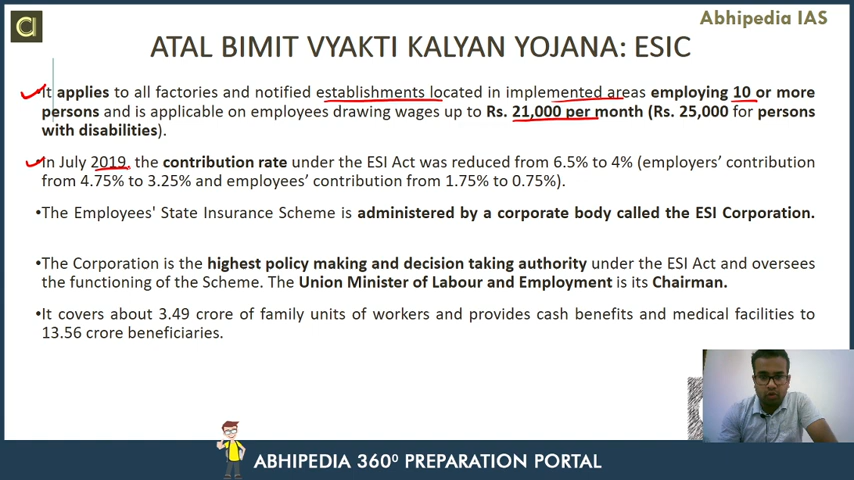 Abhipedia IAS
ATAL BIMIT VYAKTI KALYAN YOJANA: ESIC
It applies to all factories and notified establishments located in implemented areas employing 10 or more
persons and is applicable on employees drawing wages up to Rs. 21,000 per month (Rs. 25,000 for persons
with disabilities).
In July 2019, the contribution rate under the ESI Act was reduced from 6.5% to 4% (employers’ contribution
from 4.75% to 3.25% and employees’ contribution from 1.75% to 0.75%).
•The Employees' State Insurance Scheme is administered by a corporate body called the ESI Corporation.
•The Corporation is the highest policy making and decision taking authority under the ESI Act and oversees
the functioning of the Scheme. The Union Minister of Labour and Employment is its Chairman.
•It covers about 3.49 crore of family units of workers and provides cash benefits and medical facilities to
13.56 crore beneficiaries.
ABHIPEDIA 360⁰ PREPARATION PORTAL